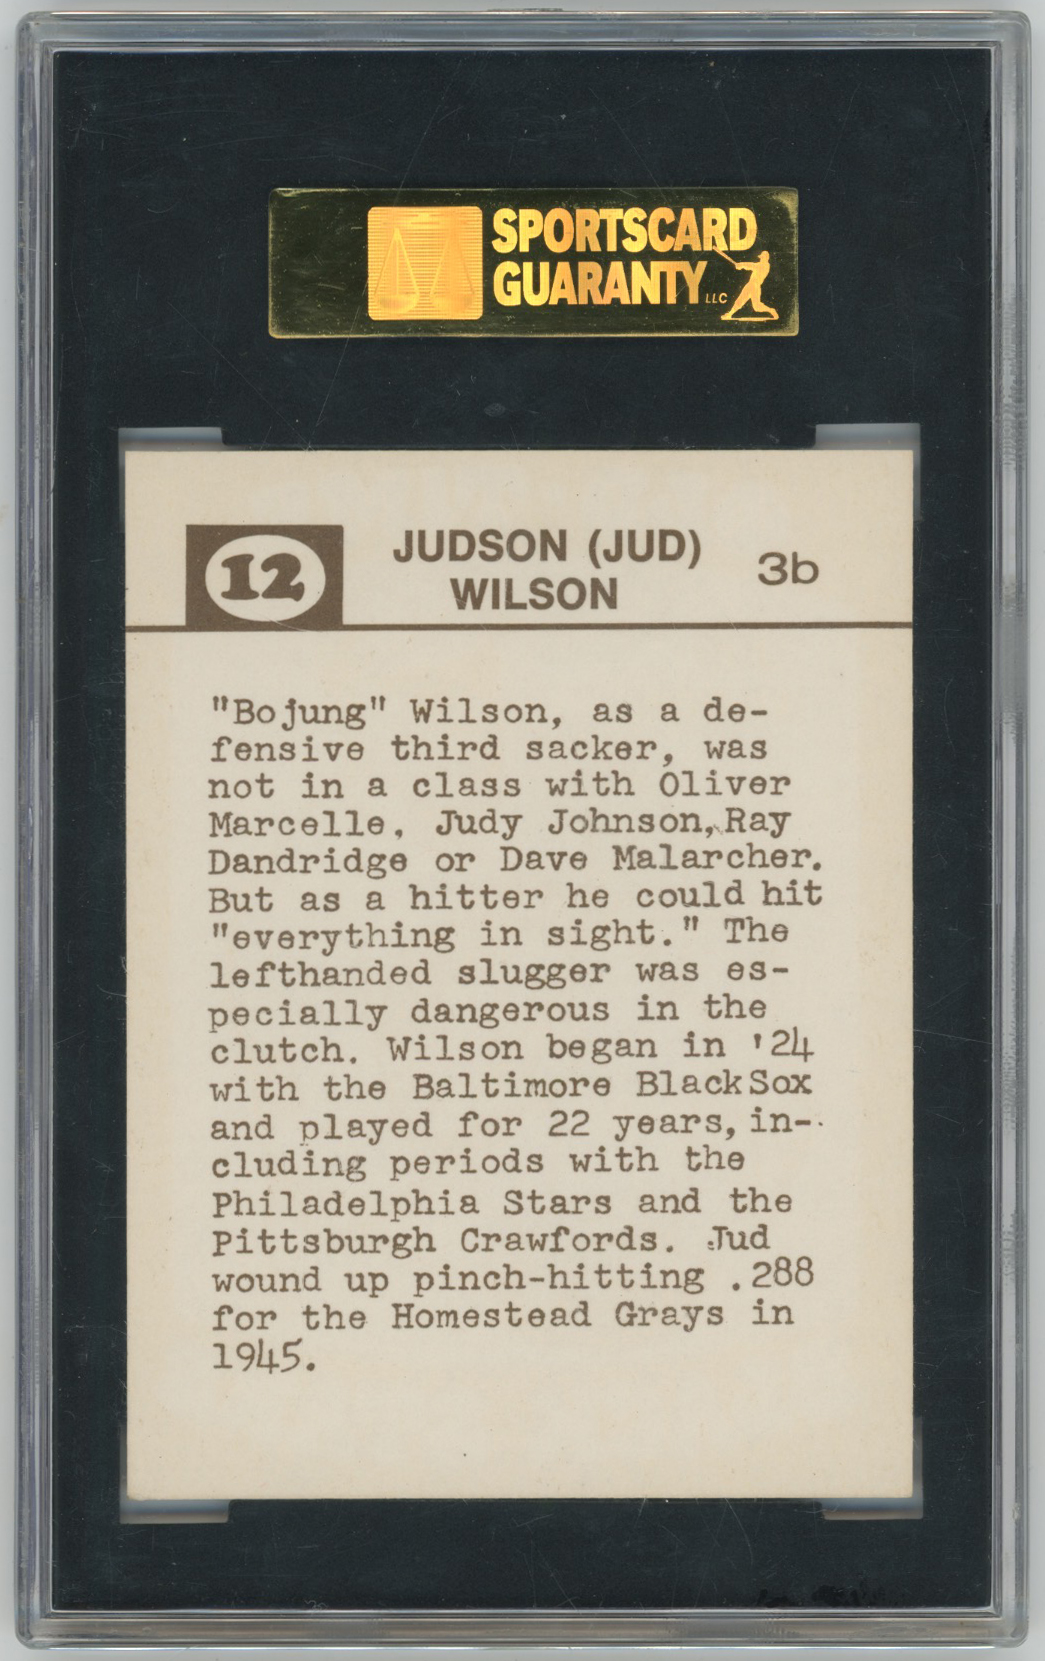 SPORTSCARD
GUARANTY LLC
12
JUDSON (JUD)
WILSON
3b
"Bojung" Wilson, as a de-
fensive third sacker, was
not in a class with Oliver
Marcelle, Judy Johnson, Ray
Dandridge or Dave Malarcher.
But as a hitter he could hit
"everything in sight." The
lefthanded slugger was es-
pecially dangerous in the
clutch. Wilson began in '24
with the Baltimore Black Sox
and played for 22 years, in-
cluding periods with the
Philadelphia Stars and the
Pittsburgh Crawfords. Jud
wound up pinch-hitting .288
for the Homestead Grays in
1945.